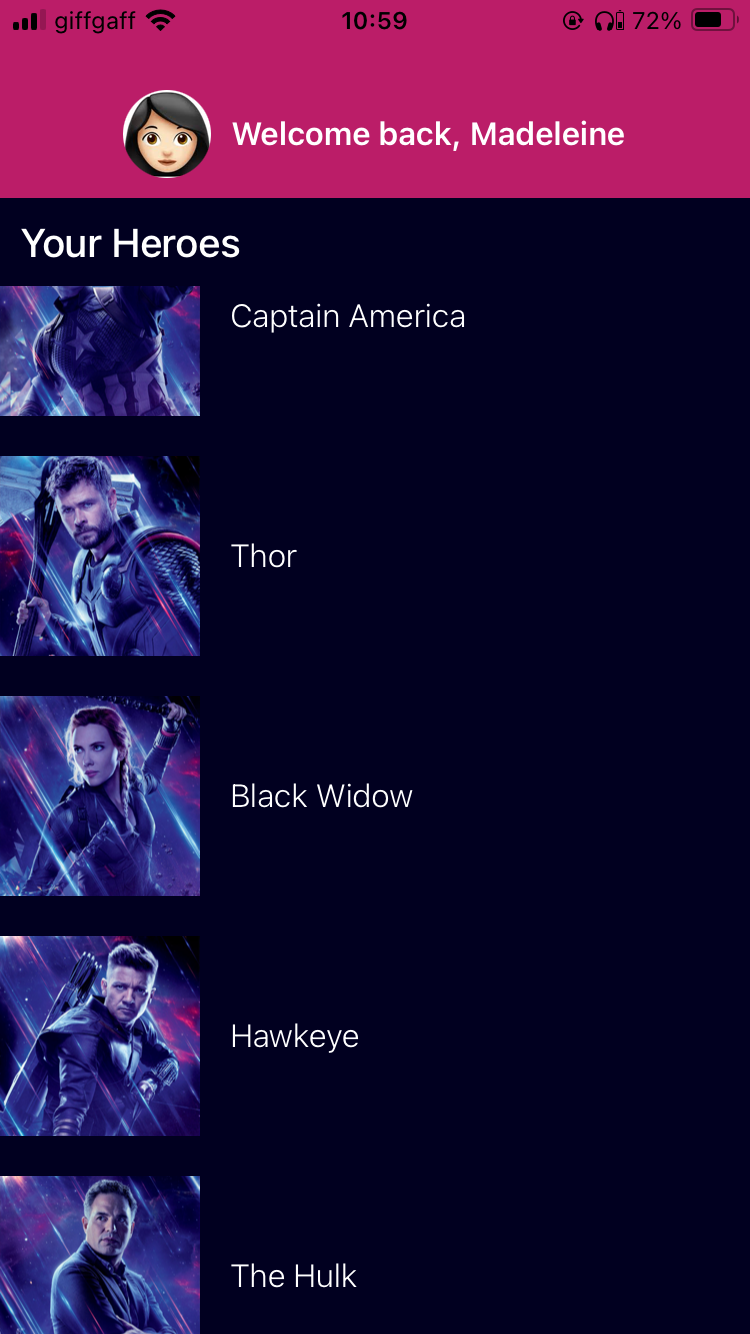 giffgaff 10:59 72%
Welcome back, Madeleine
Your Heroes
Captain America
Thor
Black Widow
Hawkeye
The Hulk